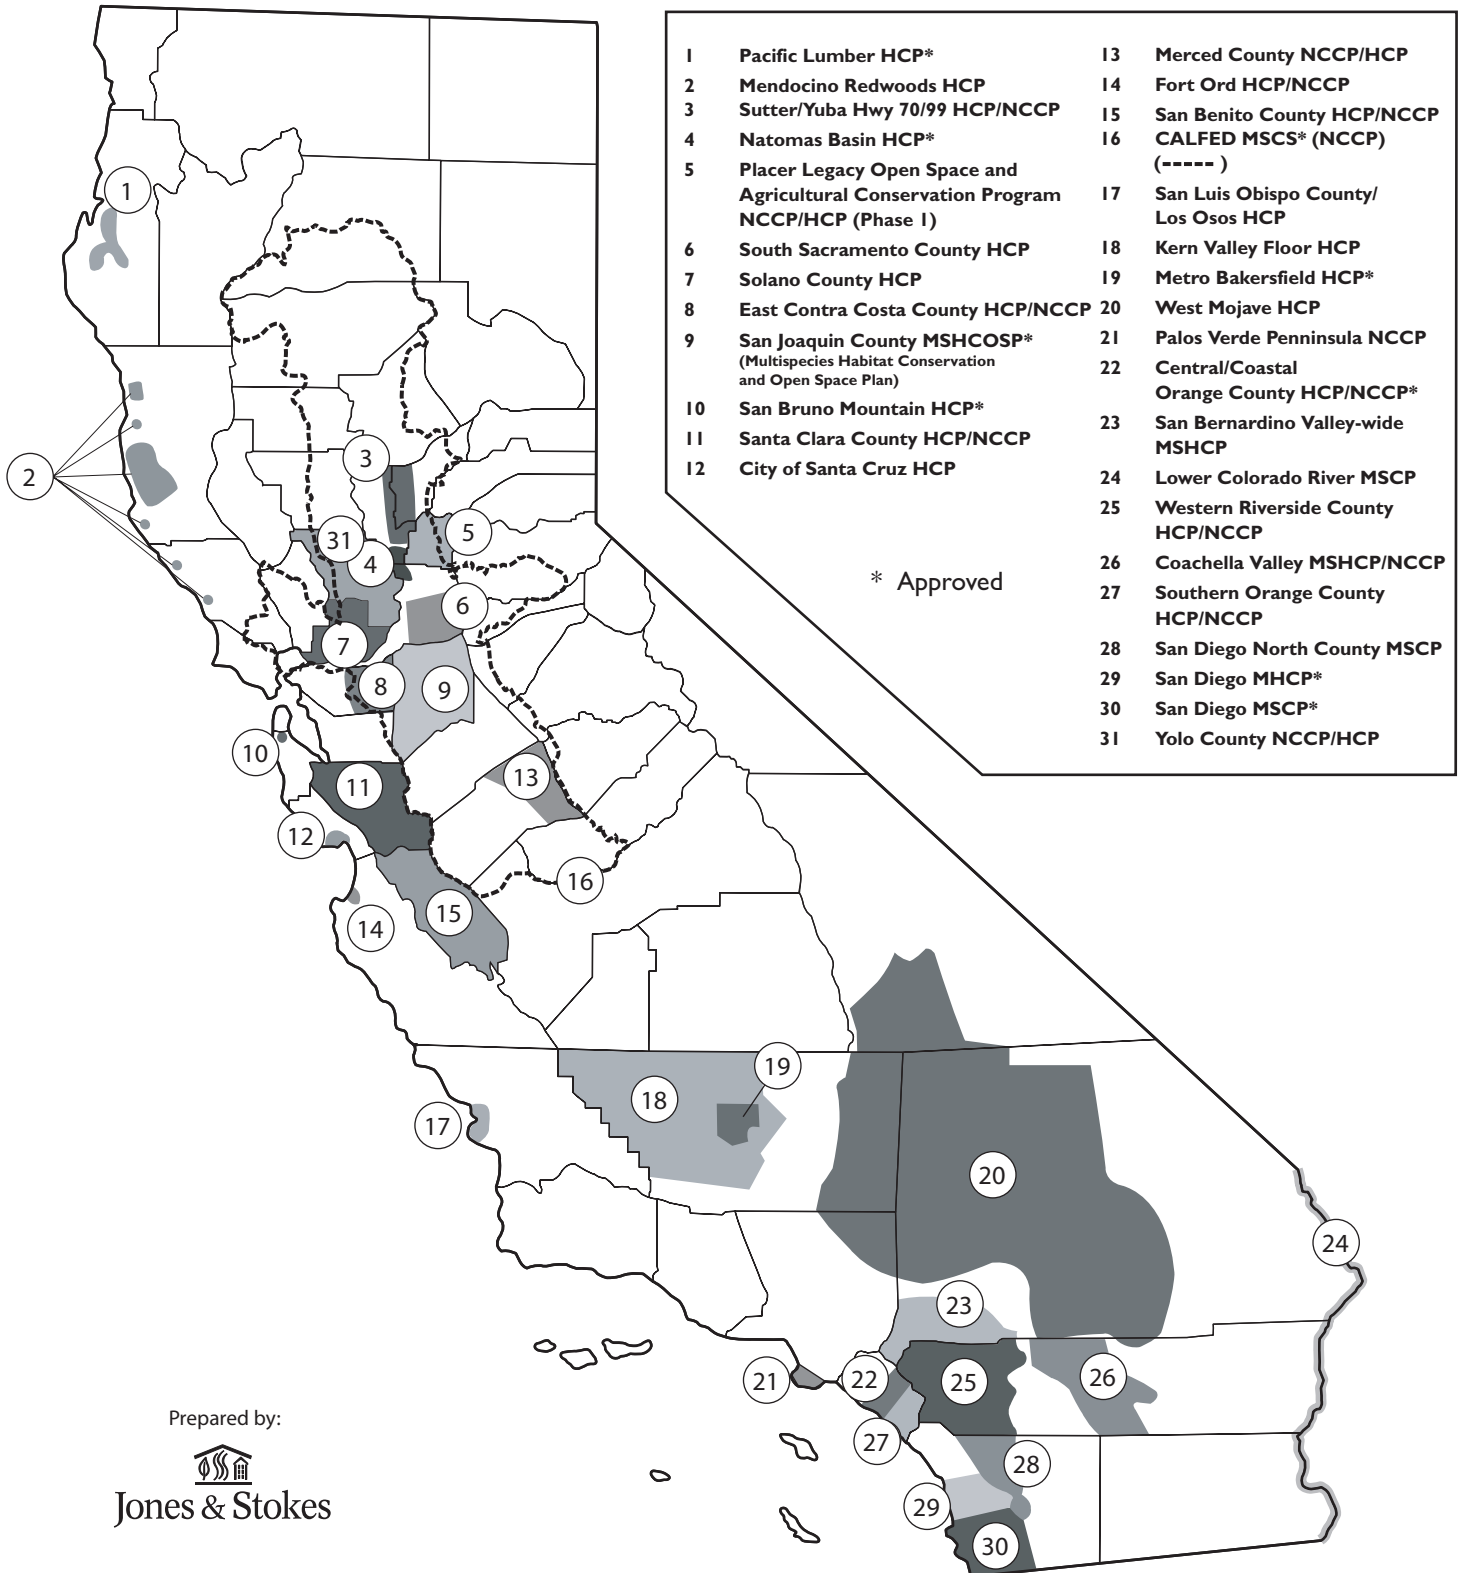 1 Pacific Lumber HCP*
2 Mendocino Redwoods HCP
3 Sutter/Yuba Hwy 70/99 HCP/NCCP
4 Natomas Basin HCP*
5 Placer Legacy Open Space and
Agricultural Conservation Program
NCCP/HCP (Phase 1)
6 South Sacramento County HCP
7 Solano County HCP
8 East Contra Costa County HCP/NCCP
9 San Joaquin County MSHCOSP*
(Multispecies Habitat Conservation
and Open Space Plan)
10 San Bruno Mountain HCP*
11 Santa Clara County HCP/NCCP
12 City of Santa Cruz HCP
13 Merced County NCCP/HCP
14 Fort Ord HCP/NCCP
15 San Benito County HCP/NCCP
16 CALFED MSCS* (NCCP)
(----- )
17 San Luis Obispo County/
Los Osos HCP
18 Kern Valley Floor HCP
19 Metro Bakersfield HCP*
20 West Mojave HCP
21 Palos Verde Penninsula NCCP
22 Central/Coastal
Orange County HCP/NCCP*
23 San Bernardino Valley-wide
MSHCP
24 Lower Colorado River MSCP
25 Western Riverside County
HCP/NCCP
26 Coachella Valley MSHCP/NCCP
27 Southern Orange County
HCP/NCCP
28 San Diego North County MSCP
29 San Diego MHCP*
30 San Diego MSCP*
31 Yolo County NCCP/HCP
* Approved
1
2
3
31
4
5
6
7
8
9
10
11
13
12
16
15
14
19
18
17
20
24
23
21
22
25
26
27
28
29
30
Prepared by:
Jones & Stokes